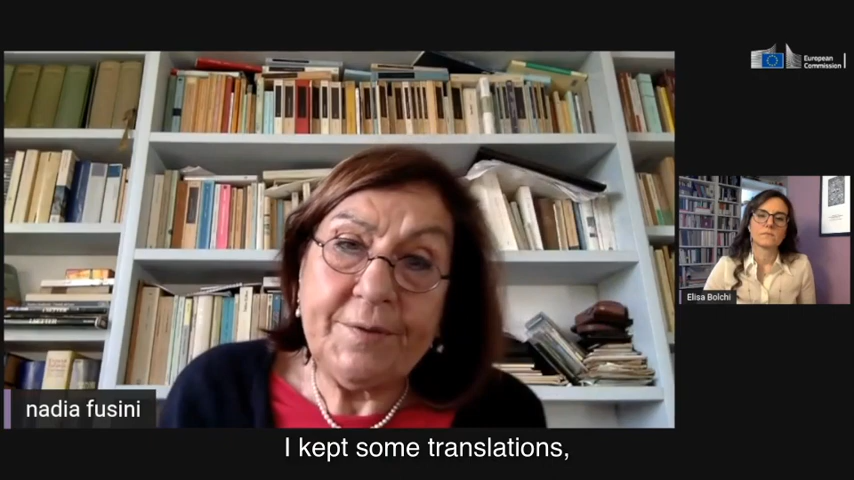 European
Commission
Elisa Bolchi
nadia fusini
I kept some translations,